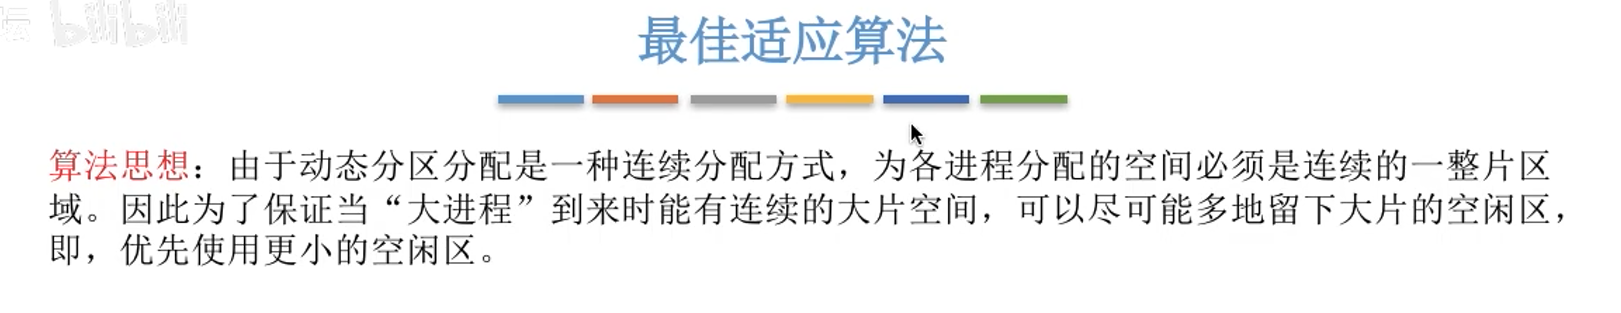 坛 bilibili
最佳适应算法
算法思想：由于动态分区分配是一种连续分配方式，为各进程分配的空间必须是连续的一整片区
域。因此为了保证当“大进程”到来时能有连续的大片空间，可以尽可能多地留下大片的空闲区，
即，优先使用更小的空闲区。